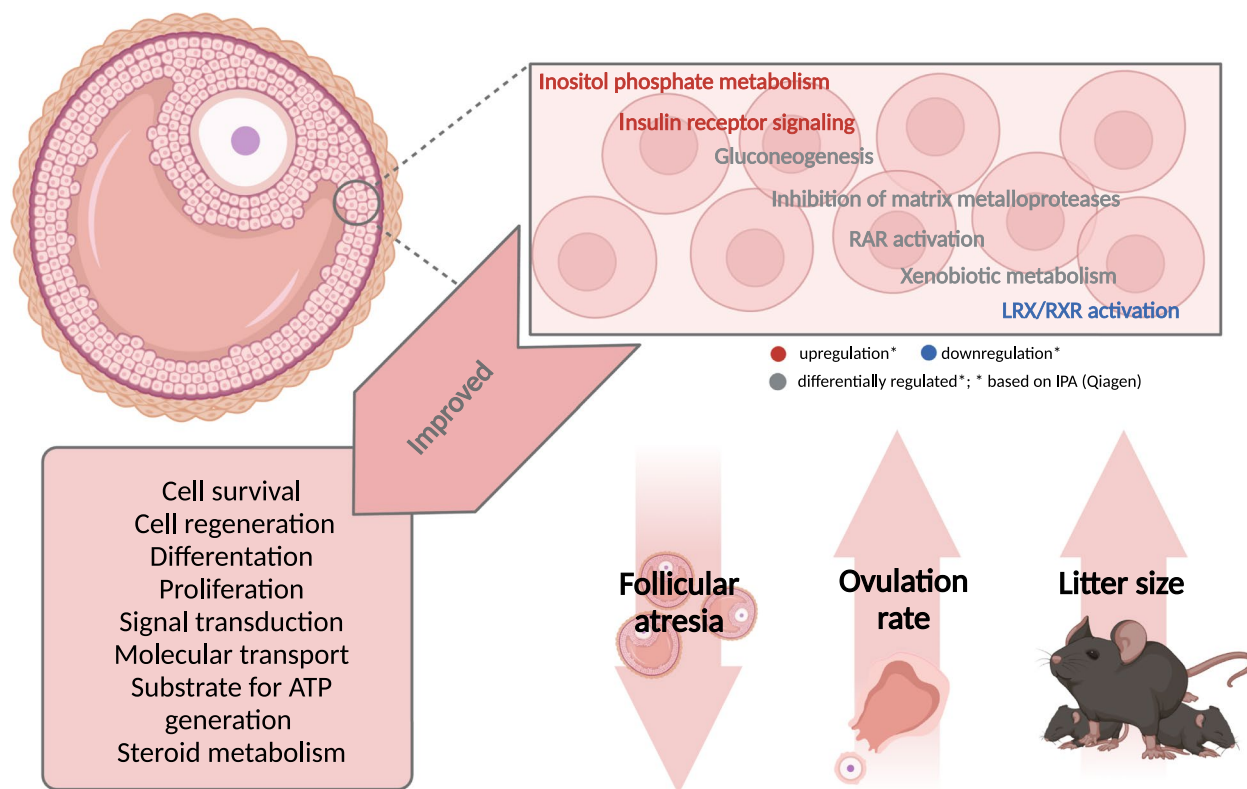 Inositol phosphate metabolism
Insulin receptor signaling
Gluconeogenesis
Inhibition of matrix metalloproteases
RAR activation
Xenobiotic metabolism
LRX/RXR activation
upregulation* downregulation*
differentially regulated*; * based on IPA (Qiagen)
Improved
Cell survival
Cell regeneration
Differentation
Proliferation
Signal transduction
Molecular transport
Substrate for ATP
generation
Steroid metabolism
Follicular
atresia
Ovulation
rate
Litter size